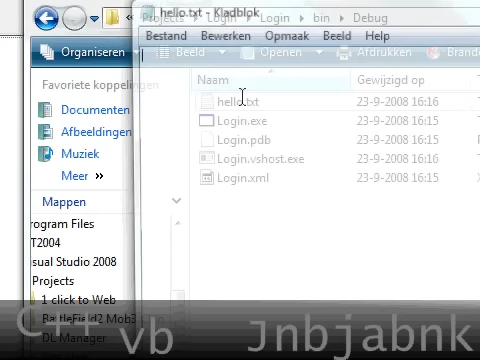 hello.txt - Kladblok
Projects Login Login bin Debug
Bestand Bewerken Opmaak Beeld Help
Organiseren Beeld Openen Afdrukken
Favoriete koppelingen
Naam Gewijzigd op
Documenten
hello.txt 23-9-2008 16:16
Afbeeldingen
Login.exe 23-9-2008 16:15
Muziek
Login.pdb 23-9-2008 16:15
Meer »
Login.vshost.exe 23-9-2008 16:16
Login.xml 23-9-2008 16:15
Mappen
rogram Files
T2004
sual Studio 2008
Projects
1 click to Web
BattleField2 Mob3
DL Manager
C++
vb
Jnbjabnk